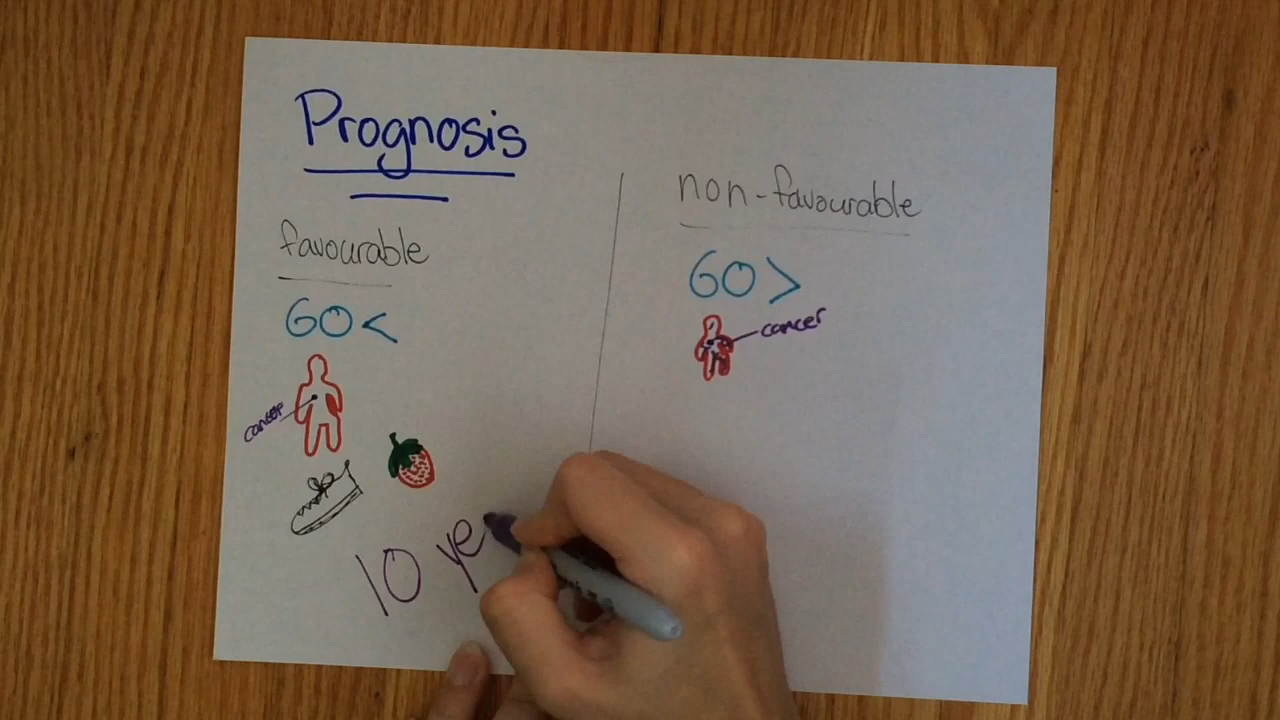 Prognosis
favourable
60 <
cancer
10 ye
non-favourable
60 >
cancer